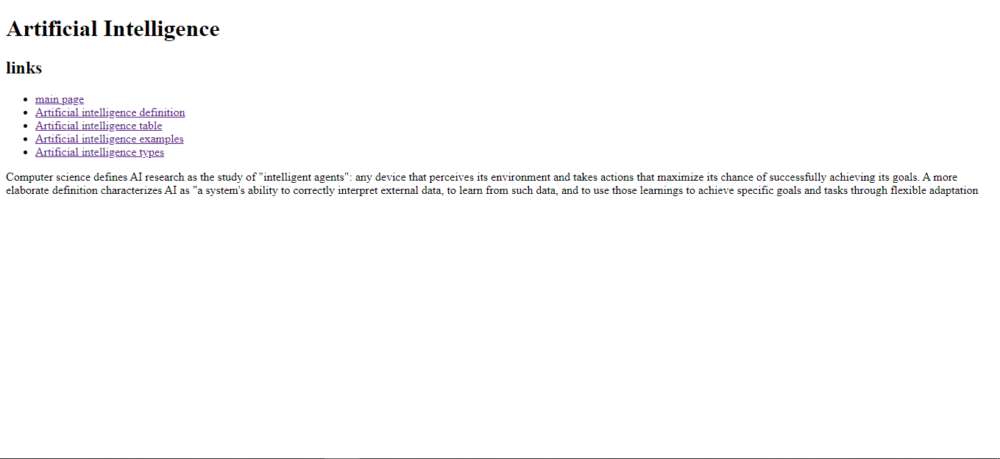 Artificial Intelligence
links
main page
Artificial intelligence definition
Artificial intelligence table
Artificial intelligence examples
Artificial intelligence types
Computer science defines AI research as the study of "intelligent agents": any device that perceives its environment and takes actions that maximize its chance of successfully achieving its goals. A more
elaborate definition characterizes AI as "a system's ability to correctly interpret external data, to learn from such data, and to use those learnings to achieve specific goals and tasks through flexible adaptation